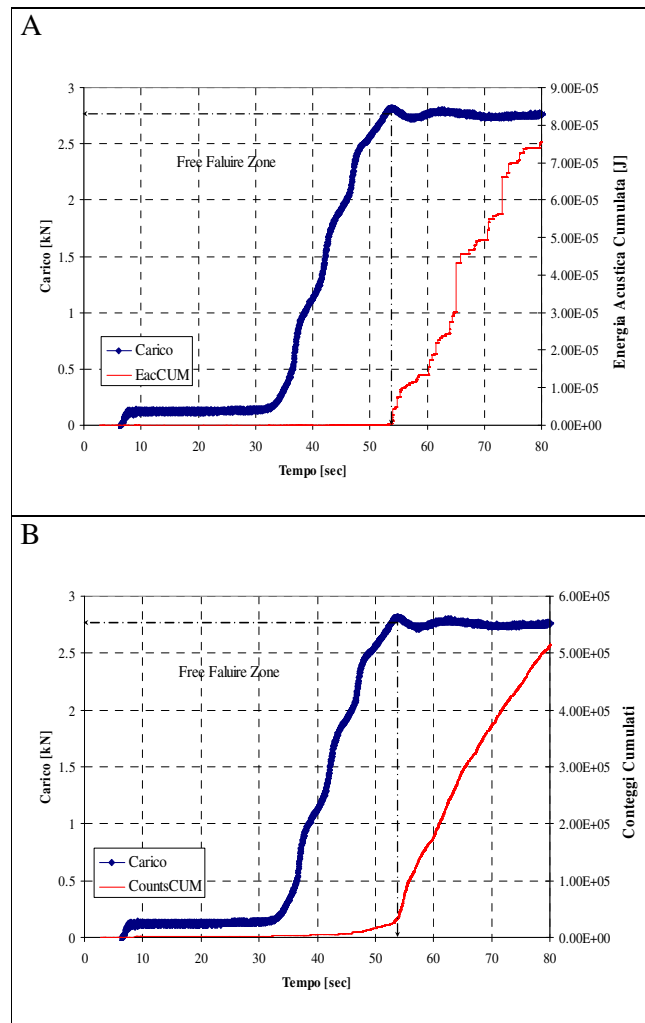 A
3
2.5
2
1.5
1
0.5
0
Carico [kN]
Free Faluire Zone
Carico
EacCUM
9.00E-05
8.00E-05
7.00E-05
6.00E-05
5.00E-05
4.00E-05
3.00E-05
2.00E-05
1.00E-05
0.00E+00
Energia Acustica Cumulata [J]
0 10 20 30 40 50 60 70 80
Tempo [sec]
B
3
2.5
2
1.5
1
0.5
0
Carico [kN]
Free Faluire Zone
Carico
CountsCUM
6.00E+05
5.00E+05
4.00E+05
3.00E+05
2.00E+05
1.00E+05
0.00E+00
Conteggi Cumulati
0 10 20 30 40 50 60 70 80
Tempo [sec]